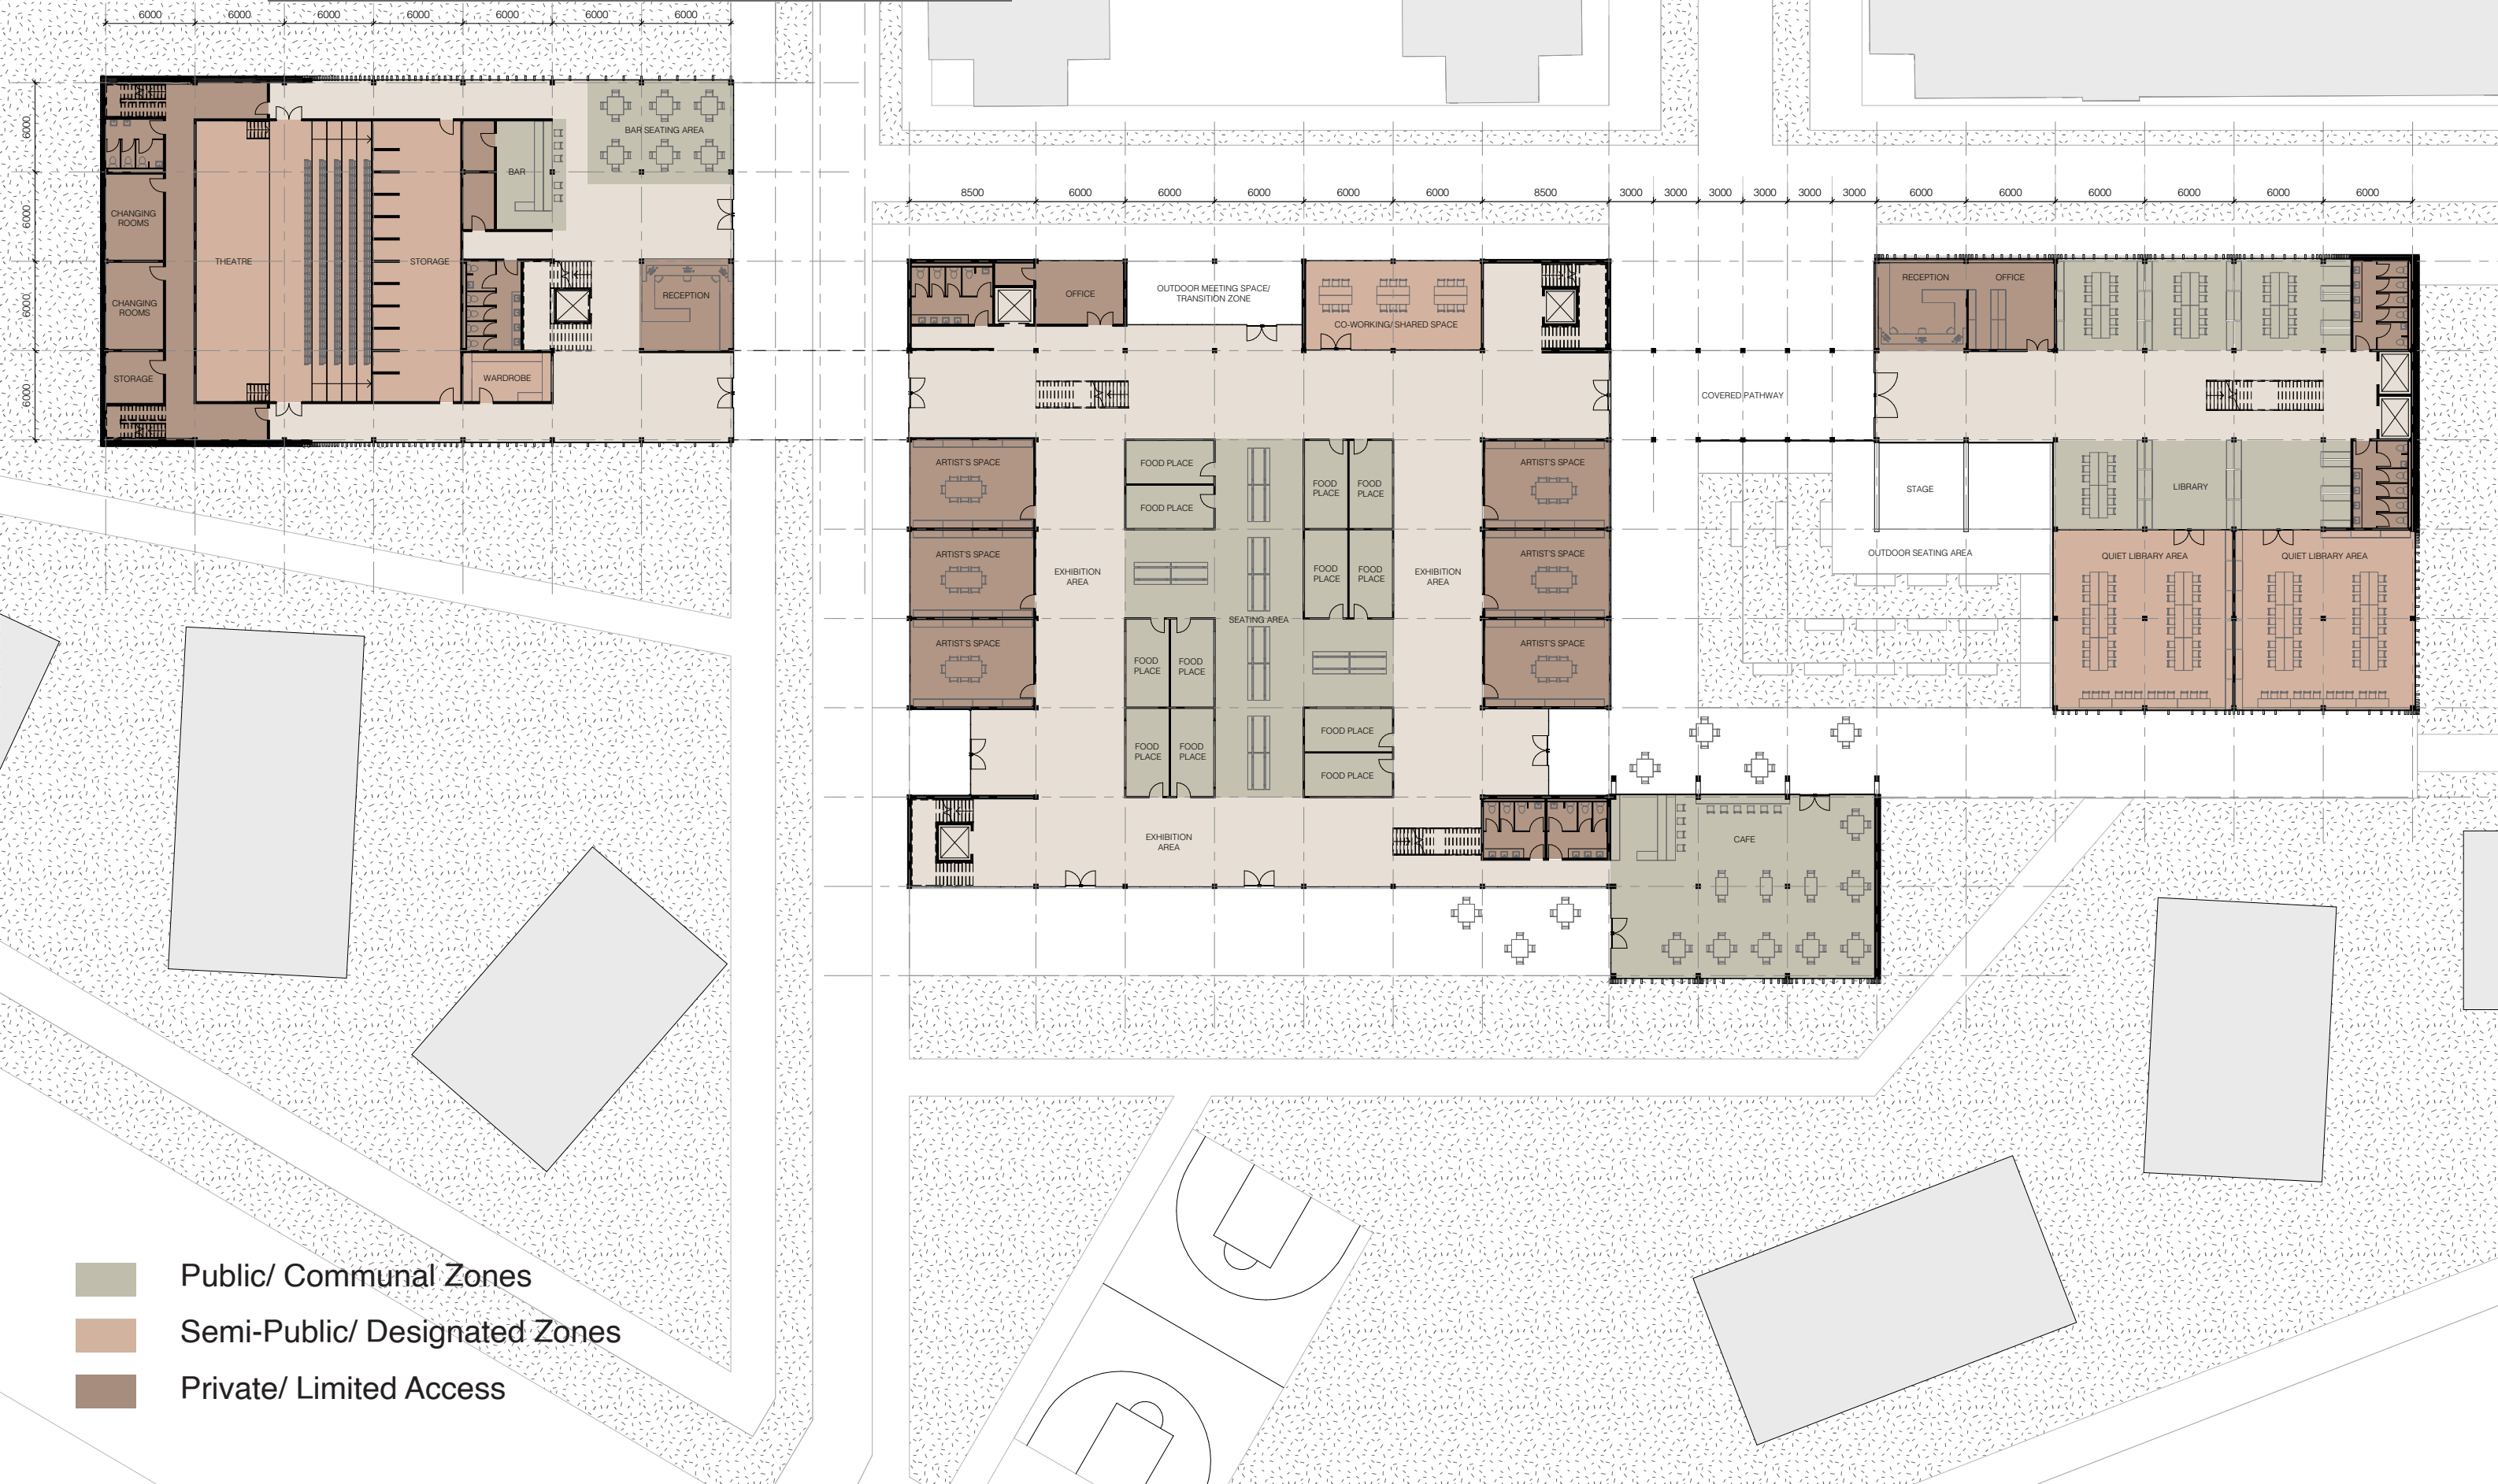 6000 6000 6000 6000 6000 6000 6000
6000
6000
6000
6000
BAR SEATING AREA
BAR
CHANGING
ROOMS
THEATRE
STORAGE
RECEPTION
CHANGING
ROOMS
STORAGE
WARDROBE
8500 6000 6000 6000 6000 6000 8500 3000 3000 3000 3000 3000 3000 6000 6000 6000 6000 6000 6000
OFFICE
OUTDOOR MEETING SPACE/
TRANSITION ZONE
CO-WORKING/ SHARED SPACE
RECEPTION
OFFICE
COVERED PATHWAY
ARTIST'S SPACE
FOOD PLACE
FOOD PLACE
FOOD
PLACE
FOOD
PLACE
ARTIST'S SPACE
STAGE
LIBRARY
ARTIST'S SPACE
EXHIBITION
AREA
FOOD
PLACE
FOOD
PLACE
EXHIBITION
AREA
ARTIST'S SPACE
OUTDOOR SEATING AREA
QUIET LIBRARY AREA
QUIET LIBRARY AREA
SEATING AREA
ARTIST'S SPACE
FOOD
PLACE
FOOD
PLACE
ARTIST'S SPACE
FOOD
PLACE
FOOD
PLACE
FOOD PLACE
FOOD PLACE
EXHIBITION
AREA
CAFE
Public/ Communal Zones
Semi-Public/ Designated Zones
Private/ Limited Access